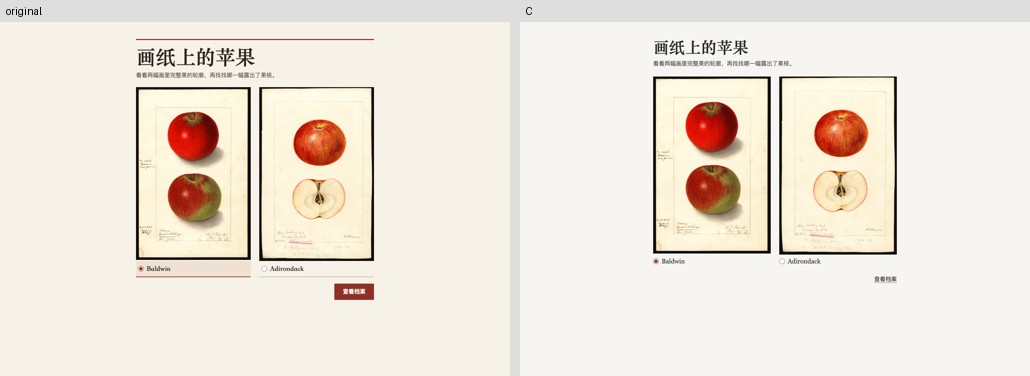 original
C
画纸上的苹果
看看两幅画里完整果的轮廓，再找找哪一幅露出了果核。
Baldwin
Adirondack
查看档案
画纸上的苹果
看看两幅画里完整果的轮廓，再找找哪一幅露出了果核。
Baldwin
Adirondack
查看档案